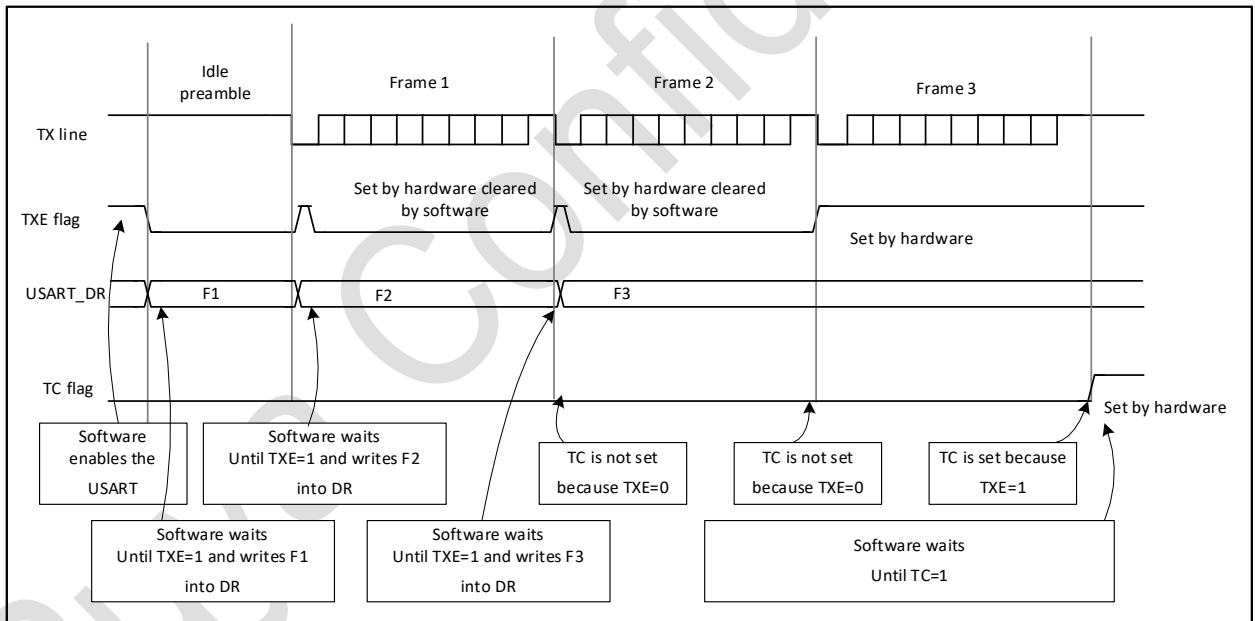 Idle
preamble
Frame 1
Frame 2
Frame 3
TX line
Set by hardware cleared
by software
Set by hardware cleared
by software
TXE flag
Set by hardware
USART_DR
F1
F2
F3
TC flag
Set by hardware
Software
enables the
USART
Software waits
Until TXE=1 and writes F2
into DR
TC is not set
because TXE=0
TC is not set
because TXE=0
TC is set because
TXE=1
Software waits
Until TXE=1 and writes F1
into DR
Software waits
Until TXE=1 and writes F3
into DR
Software waits
Until TC=1